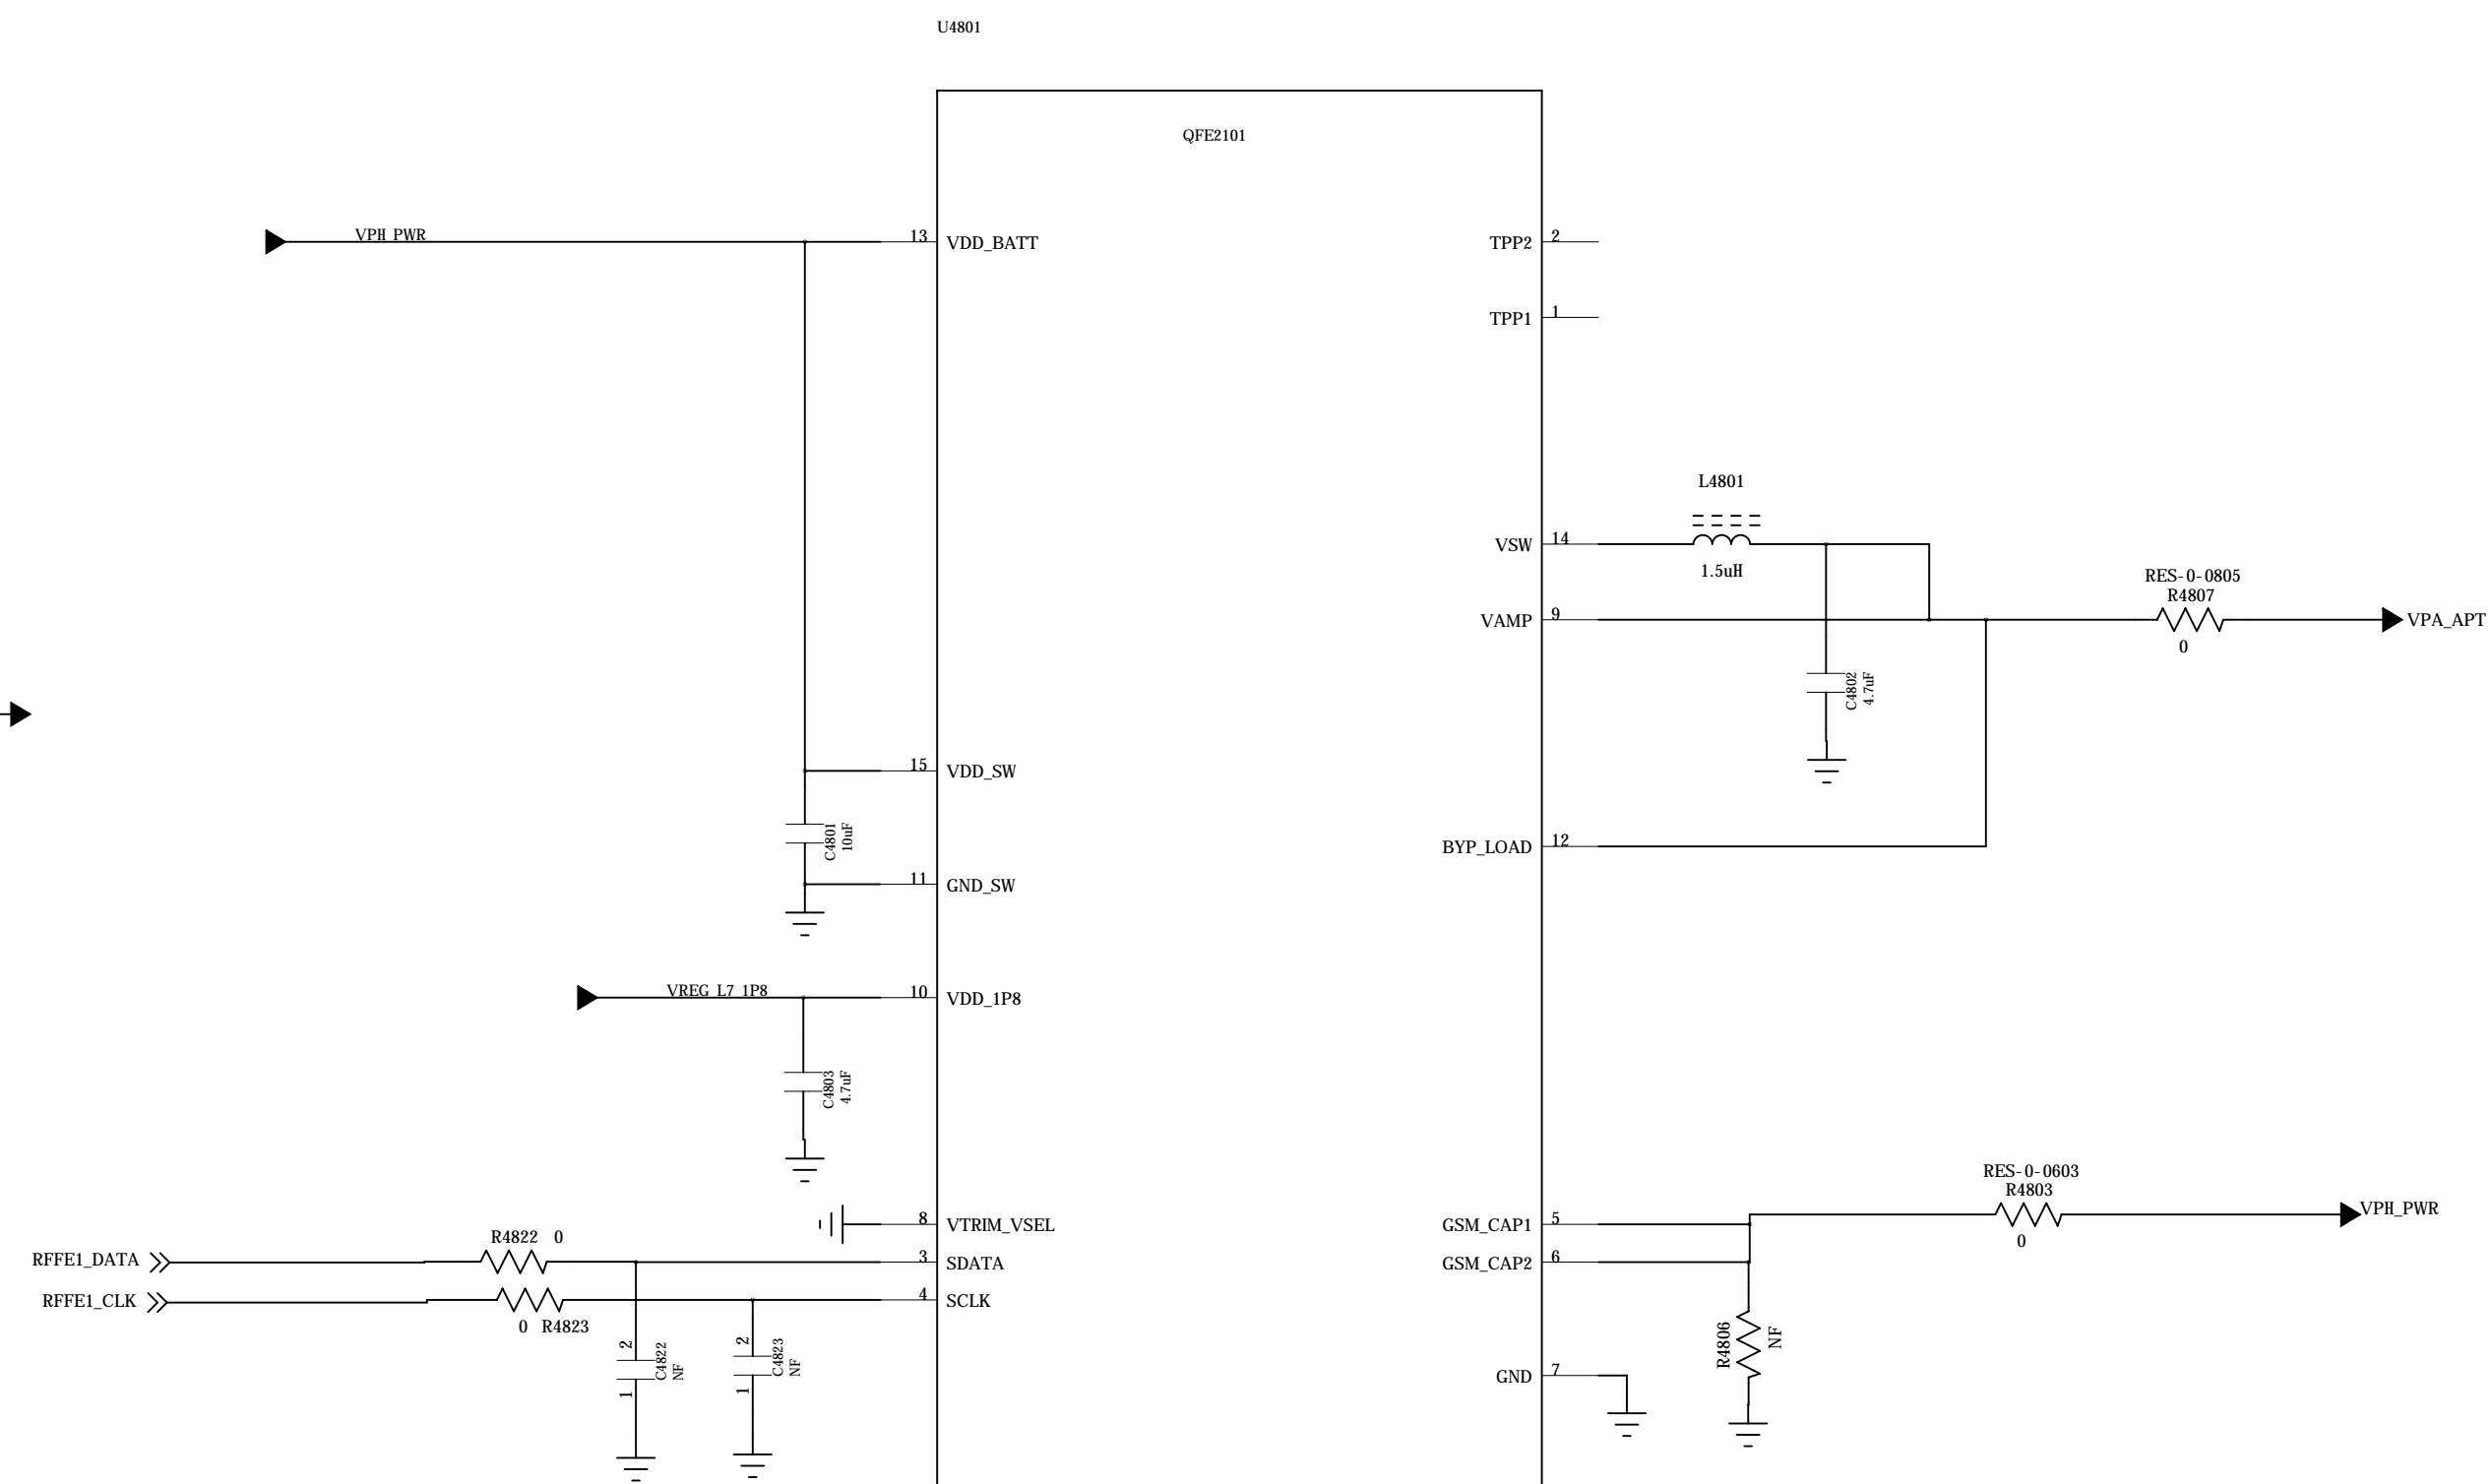 U4801
QFE2101
VPH_PWR
13
VDD_BATT
TPP2
2
TPP1
1
L4801
VSW
14
1.5uH
RES-0-0805
R4807
VAMP
9
VPA_APT
0
C4802
4.7uF
15
VDD_SW
C4801
10uF
BYP_LOAD
12
11
GND_SW
VREG_L7_1P8
10
VDD_1P8
C4803
4.7uF
RES-0-0603
R4803
VPH_PWR
0
8
VTRIM_VSEL
GSM_CAP1
5
R4822 0
RFFE1_DATA
3
SDATA
GSM_CAP2
6
RFFE1_CLK
4
SCLK
0 R4823
2
C4822
NF
1
2
C4823
NF
1
R4806
NF
GND
7